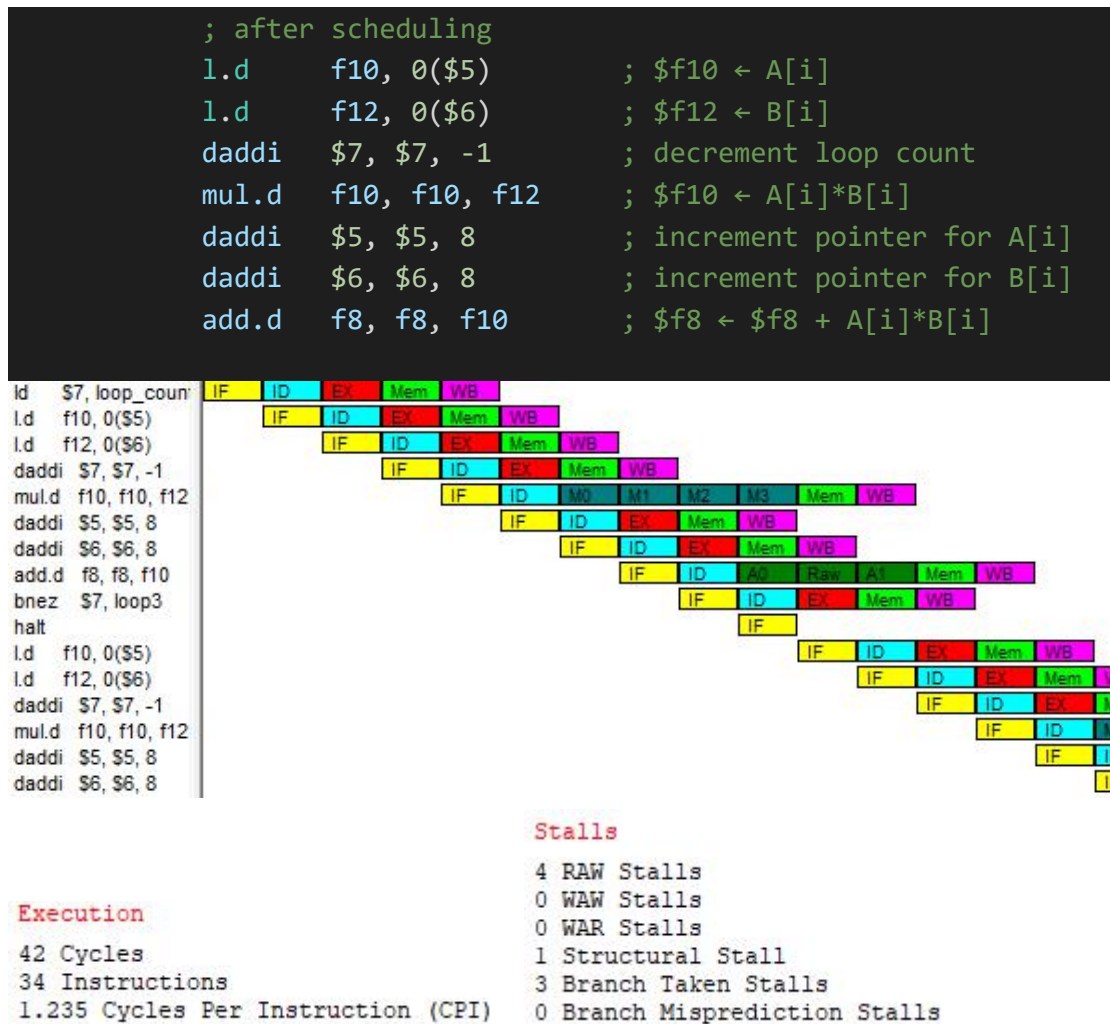 ; after scheduling
l.d f10, 0($5) ; $f10 ← A[i]
l.d f12, 0($6) ; $f12 ← B[i]
daddi $7, $7, -1 ; decrement loop count
mul.d f10, f10, f12 ; $f10 ← A[i]*B[i]
daddi $5, $5, 8 ; increment pointer for A[i]
daddi $6, $6, 8 ; increment pointer for B[i]
add.d f8, f8, f10 ; $f8 ← $f8 + A[i]*B[i]
ld $7, loop_coun IF ID EX Mem WB
l.d f10, 0($5) IF ID EX Mem WB
l.d f12, 0($6) IF ID EX Mem WB
daddi $7, $7, -1 IF ID EX Mem WB
mul.d f10, f10, f12 IF ID M0 M1 M2 M3 Mem WB
daddi $5, $5, 8 IF ID EX Mem WB
daddi $6, $6, 8 IF ID EX Mem WB
add.d f8, f8, f10 IF ID A0 Raw A1 Mem WB
bnez $7, loop3 IF ID EX Mem WB
halt IF
l.d f10, 0($5) IF ID EX Mem WB
l.d f12, 0($6) IF ID EX Mem
daddi $7, $7, -1 IF ID EX
mul.d f10, f10, f12 IF ID
daddi $5, $5, 8 IF
daddi $6, $6, 8
Execution
42 Cycles
34 Instructions
1.235 Cycles Per Instruction (CPI)
Stalls
4 RAW Stalls
0 WAW Stalls
0 WAR Stalls
1 Structural Stall
3 Branch Taken Stalls
0 Branch Misprediction Stalls